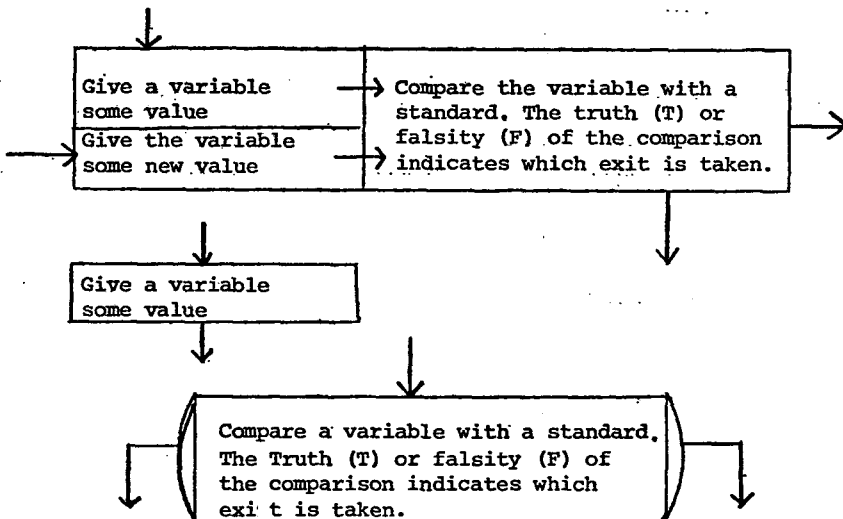 Give a variable
some value
Give the variable
some new value
Compare the variable with a
standard. The truth (T) or
falsity (F) of the comparison
indicates which exit is taken.
Give a variable
some value
Compare a variable with a standard.
The Truth (T) or falsity (F) of
the comparison indicates which
exi t is taken.